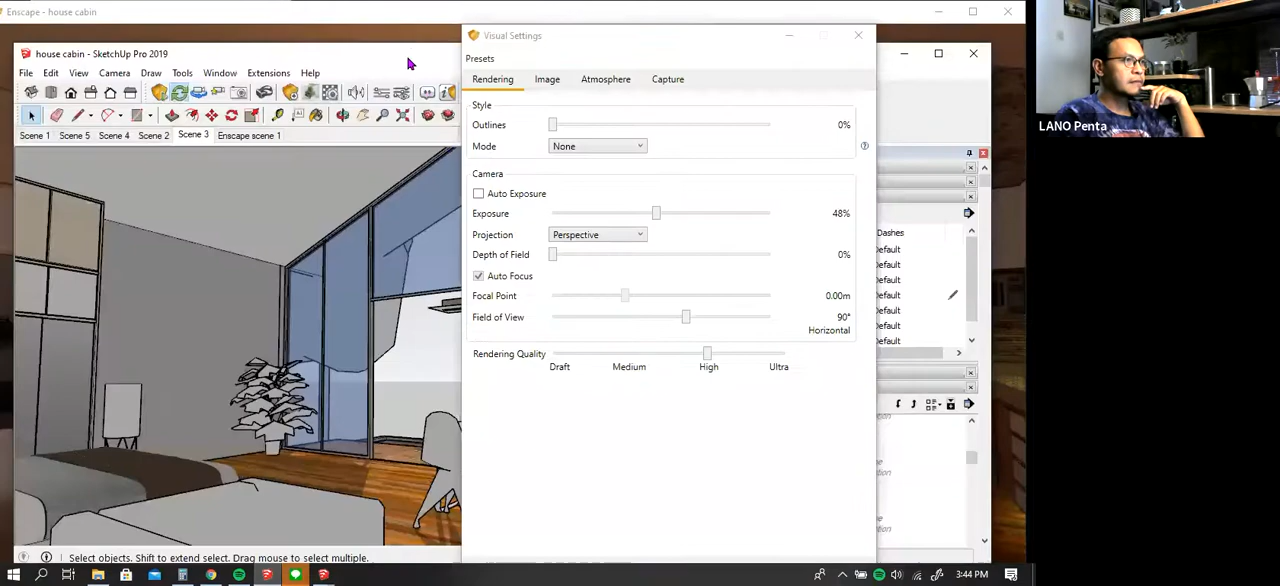 Enscape - house cabin
house cabin - SketchUp Pro 2019
File Edit View Camera Draw Tools Window Extensions Help
Scene 1 Scene 5 Scene 4 Scene 2 Scene 3 Enscape scene 1
Visual Settings
Presets
Rendering Image Atmosphere Capture
Style
Outlines 0%
Mode None
Camera
Auto Exposure
Exposure 48%
Projection Perspective
Depth of Field 0%
Auto Focus
Focal Point 0.00m
Field of View 90°
Horizontal
Rendering Quality
Draft Medium High Ultra
Dashes
Default
Default
Default
Default
Default
Default
Default
Select objects. Shift to extend select. Drag mouse to select multiple.
3:44 PM
LANO Penta